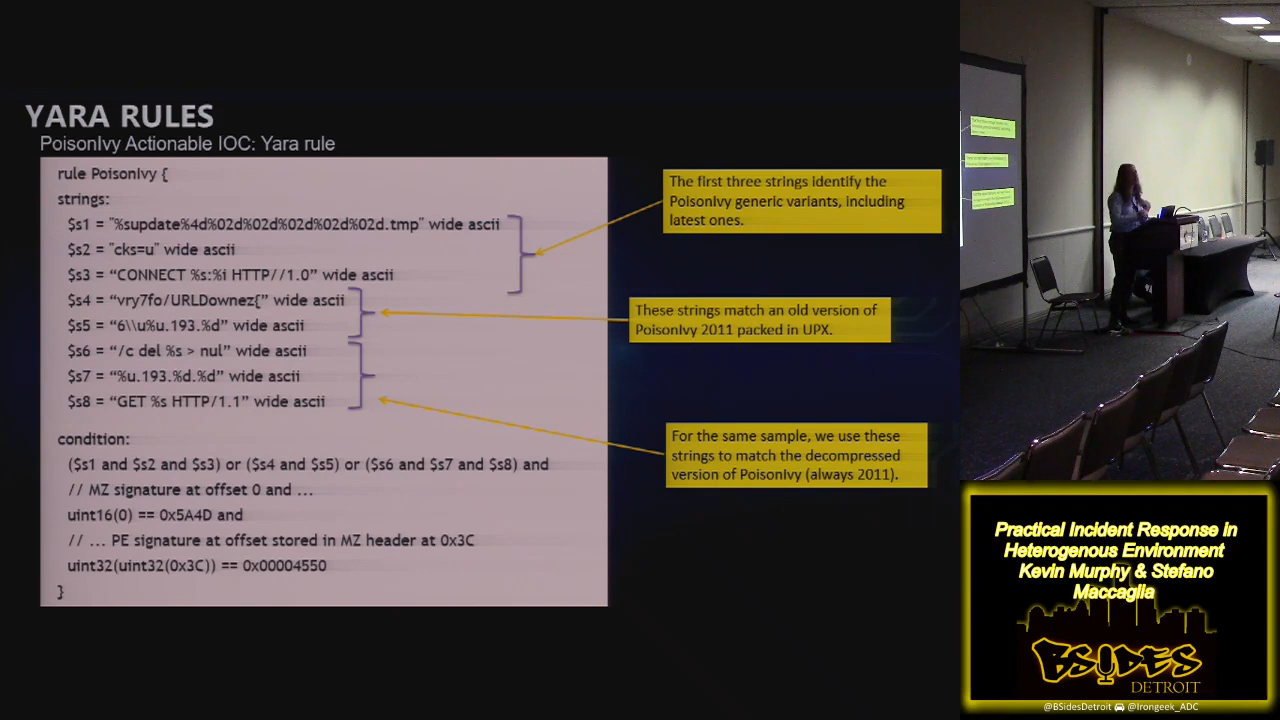 YARA RULES
PoisonIvy Actionable IOC: Yara rule
rule PoisonIvy {
strings:
$s1 = "%supdate%4d%02d%02d%02d%02d%02d.tmp" wide ascii
$s2 = "cks=u" wide ascii
$s3 = “CONNECT %s:%i HTTP//1.0” wide ascii
$s4 = “vry7fo/URLDownez{” wide ascii
$s5 = “6\\u%u.193.%d” wide ascii
$s6 = “/c del %s > nul” wide ascii
$s7 = “%u.193.%d.%d” wide ascii
$s8 = “GET %s HTTP/1.1” wide ascii
condition:
($s1 and $s2 and $s3) or ($s4 and $s5) or ($s6 and $s7 and $s8) and
// MZ signature at offset 0 and ...
uint16(0) == 0x5A4D and
// ... PE signature at offset stored in MZ header at 0x3C
uint32(uint32(0x3C)) == 0x00004550
}
The first three strings identify the
PoisonIvy generic variants, including
latest ones.
These strings match an old version of
PoisonIvy 2011 packed in UPX.
For the same sample, we use these
strings to match the decompressed
version of PoisonIvy (always 2011).
Practical Incident Response in
Heterogenous Environment
Kevin Murphy & Stefano
Maccaglia
BSIDES
DETROIT
@BSidesDetroit @Irongeek_ADC